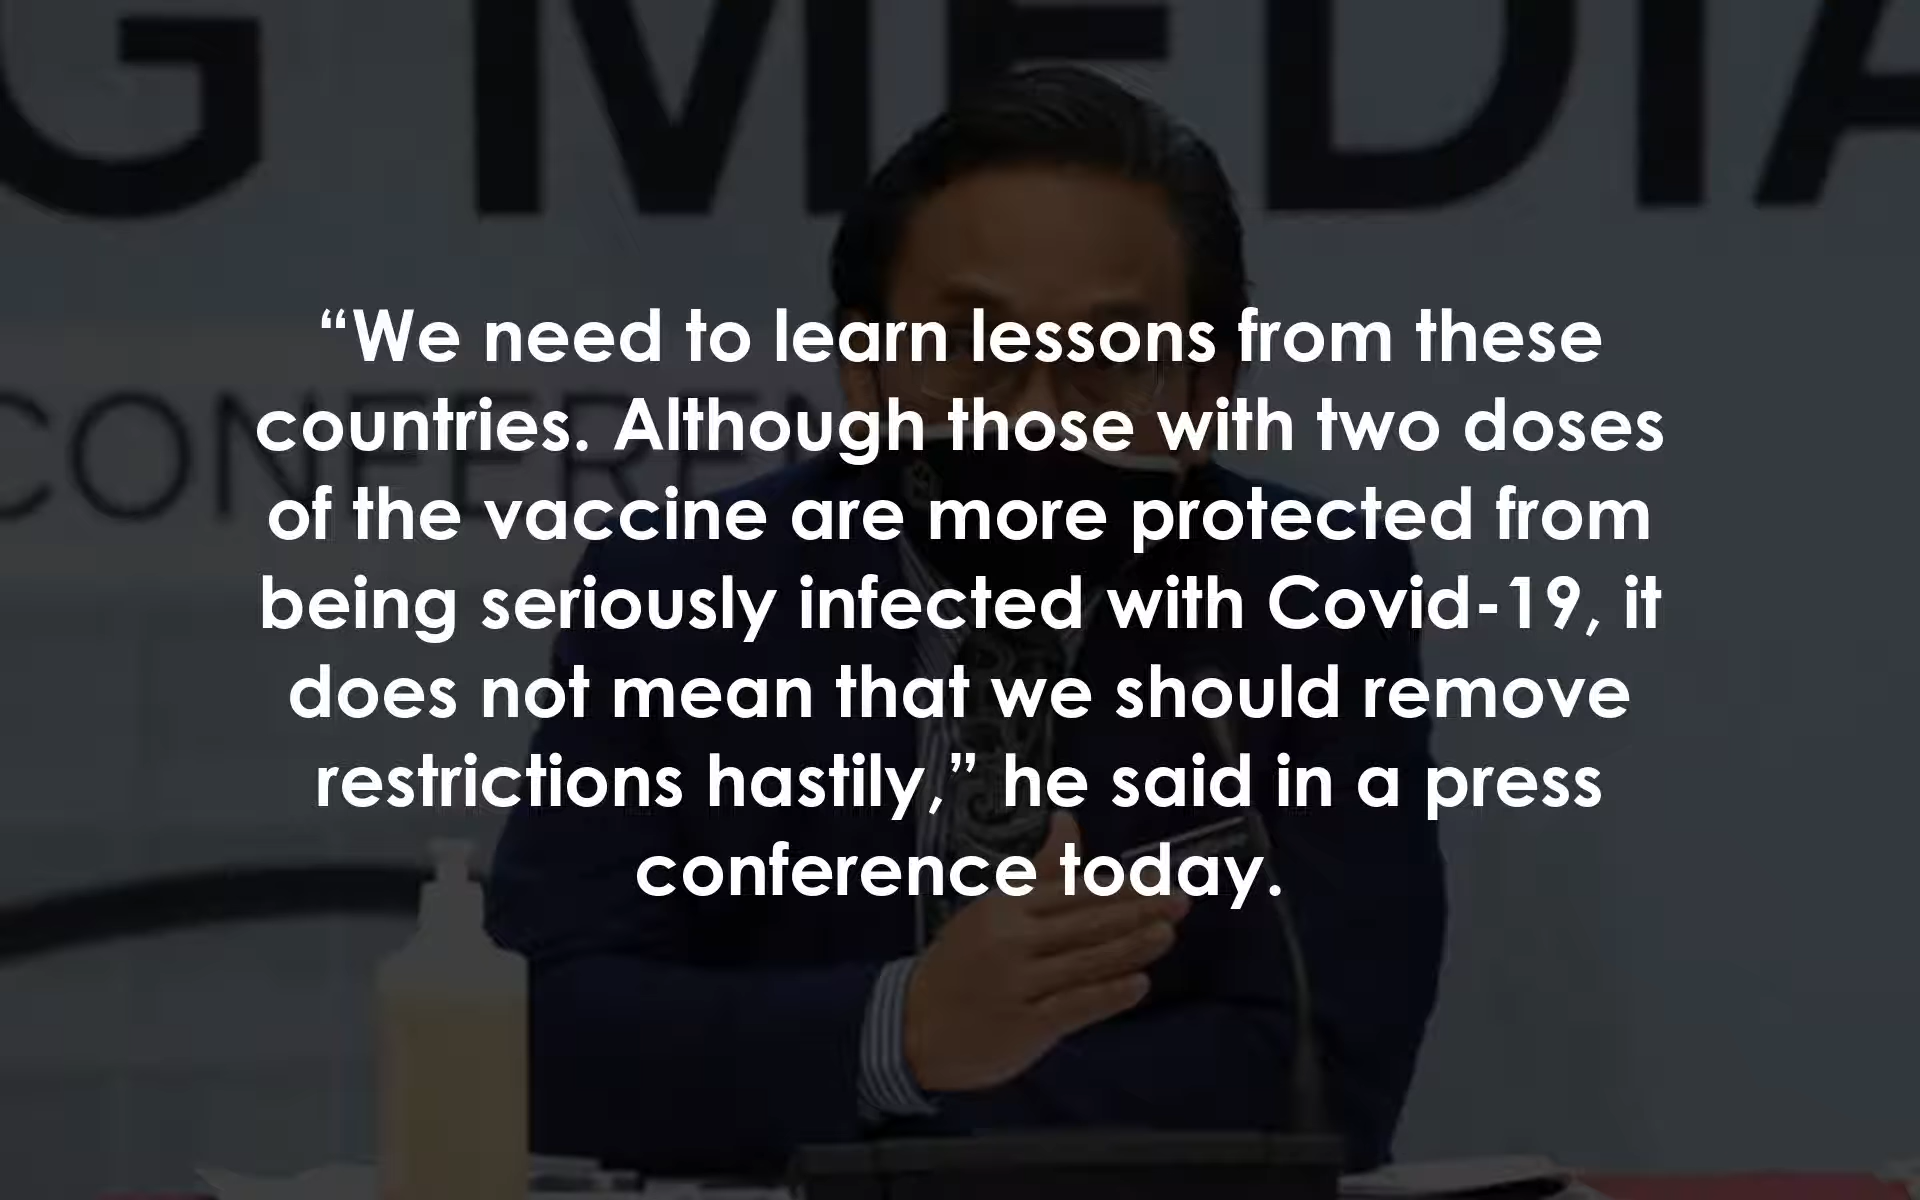 G MEDIA
CONFEREN
“We need to learn lessons from these
countries. Although those with two doses
of the vaccine are more protected from
being seriously infected with Covid-19, it
does not mean that we should remove
restrictions hastily,” he said in a press
conference today.